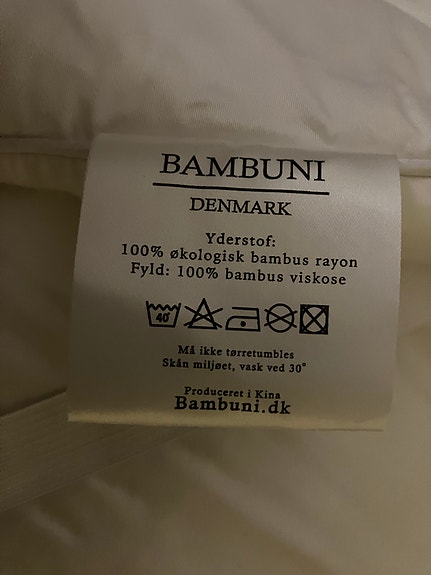 BAMBUNI
DENMARK
Yderstof:
100% økologisk bambus rayon
Fyld: 100% bambus viskose
40
Må ikke tørretumbles
Skån miljøet, vask ved 30°
Produceret i Kina
Bambuni.dk